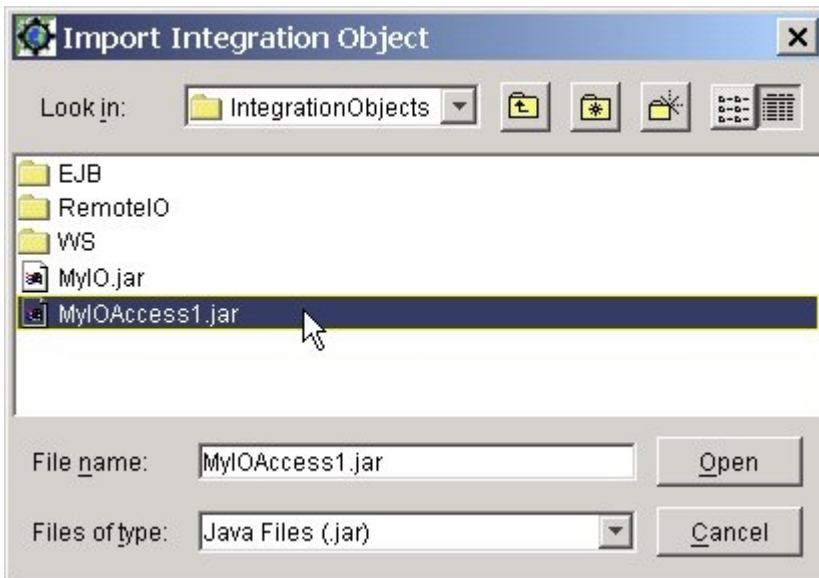 Import Integration Object
Look in: IntegrationObjects
EJB
RemoteIO
WS
MyIO.jar
MyIOAccess1.jar
File name: MyIOAccess1.jar Open
Files of type: Java Files (.jar) Cancel